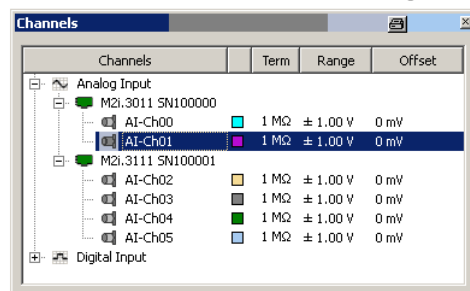 Channels
Channels Term Range Offset
Analog Input
M2i.3011 SN100000
AI-Ch00 1 MΩ ± 1.00 V 0 mV
AI-Ch01 1 MΩ ± 1.00 V 0 mV
M2i.3111 SN100001
AI-Ch02 1 MΩ ± 1.00 V 0 mV
AI-Ch03 1 MΩ ± 1.00 V 0 mV
AI-Ch04 1 MΩ ± 1.00 V 0 mV
AI-Ch05 1 MΩ ± 1.00 V 0 mV
Digital Input